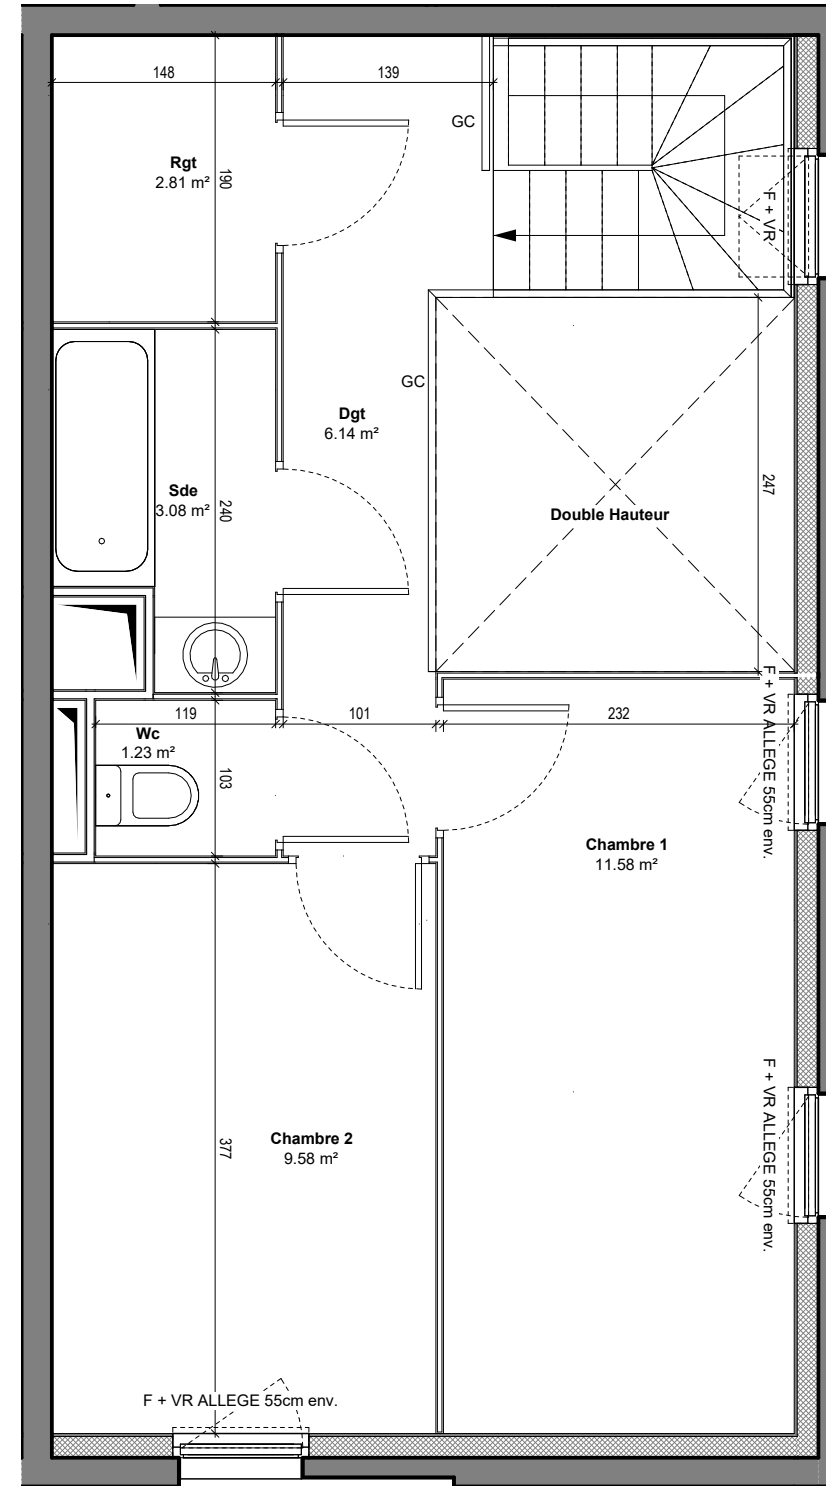 148
139
GC
Rgt
2.81 m²
190
F + VR
GC
Dgt
6.14 m²
247
Sde
3.08 m²
240
Double Hauteur
119
101
232
Wc
1.23 m²
103
F + VR ALLEGE 55cm env.
Chambre 1
11.58 m²
F + VR ALLEGE 55cm env.
Chambre 2
9.58 m²
377
F + VR ALLEGE 55cm env.